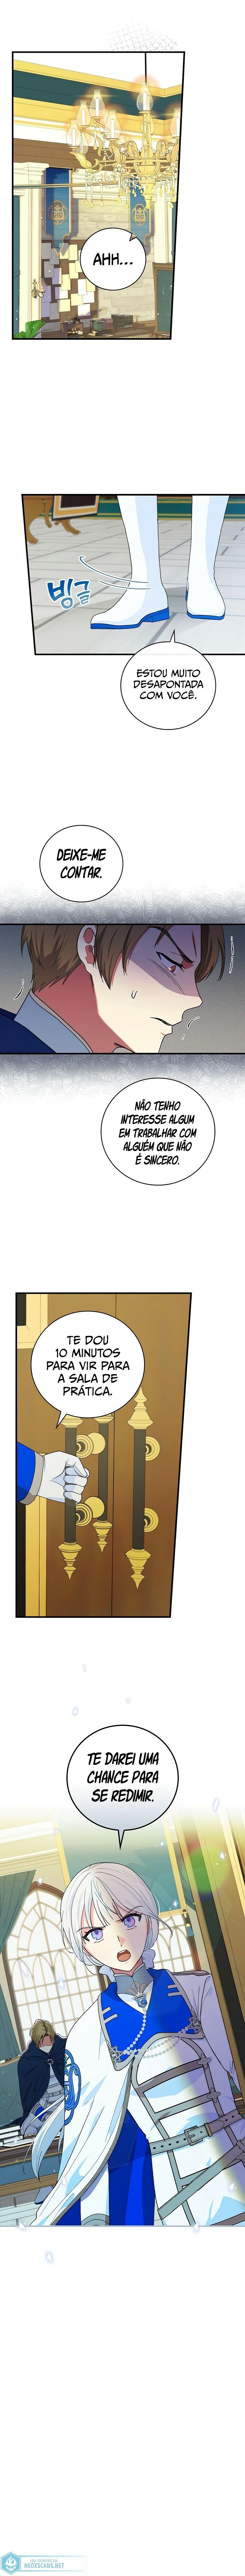 AHH...
빙글
ESTOU MUITO
DESAPONTADA
COM VOCÊ.
DEIXE-ME
CONTAR.
NÃO TENHO
INTERESSE ALGUM
EM TRABALHAR COM
ALGUÉM QUE NÃO
É SINCERO.
TE DOU
10 MINUTOS
PARA VIR PARA
A SALA DE
PRÁTICA.
TE DAREI UMA
CHANCE PARA
SE REDIMIR.
NEOXSCANS.NET